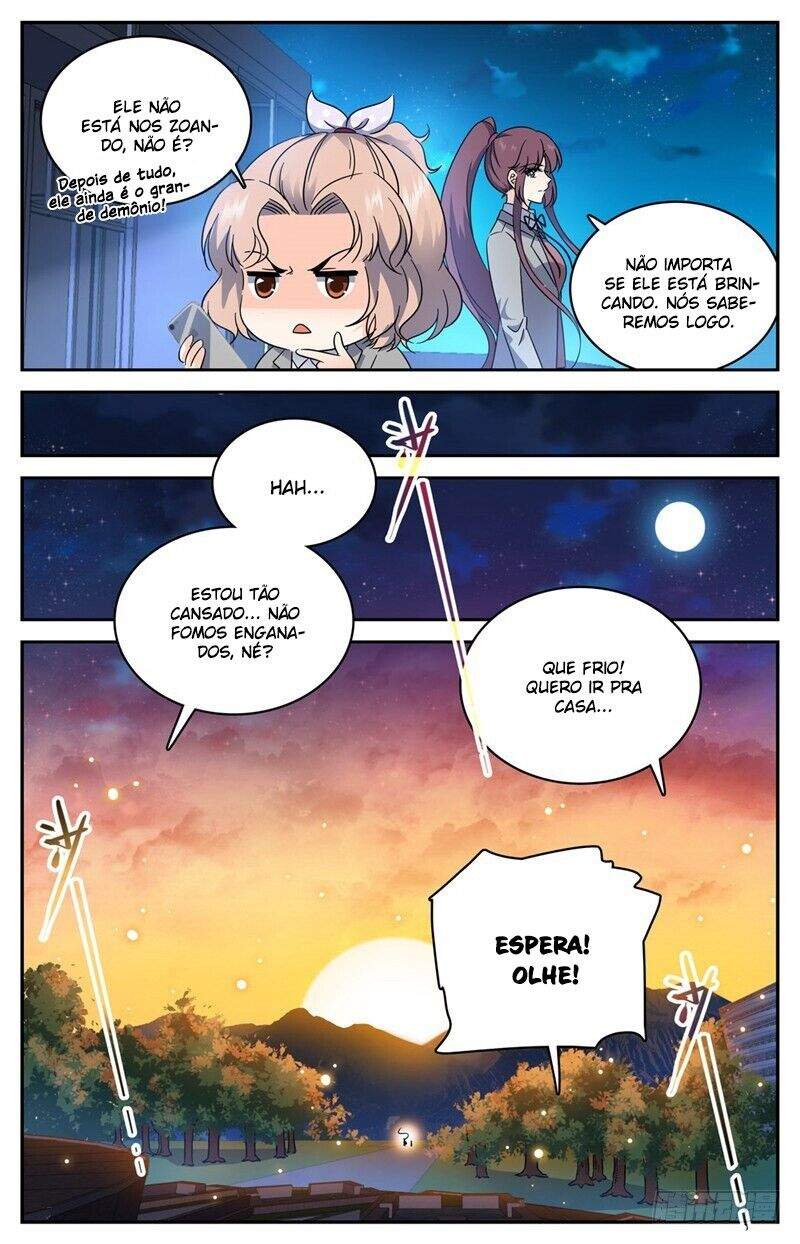 ELE NÃO
ESTÁ NOS ZOAN-
DO, NÃO É?
Depois de tudo,
ele ainda é o gran-
de demônio!
NÃO IMPORTA
SE ELE ESTÁ BRIN-
CANDO. NÓS SABE-
REMOS LOGO.
HAH...
ESTOU TÃO
CANSADO... NÃO
FOMOS ENGANA-
DOS, NÉ?
QUE FRIO!
QUERO IR PRA
CASA...
ESPERA!
OLHE!